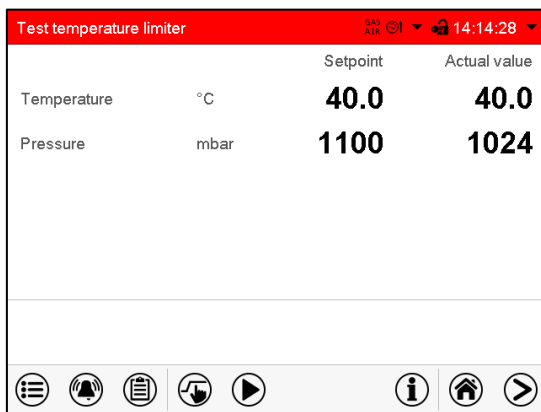 Test temperature limiter GAS AIR 14:14:28
Setpoint Actual value
Temperature °C 40.0 40.0
Pressure mbar 1100 1024